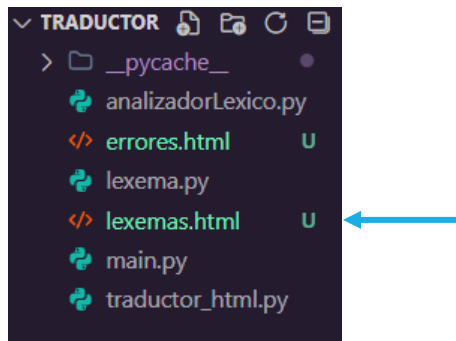 TRADUCTOR
__pycache__
analizadorLexico.py
errores.html U
lexema.py
lexemas.html U
main.py
traductor_html.py